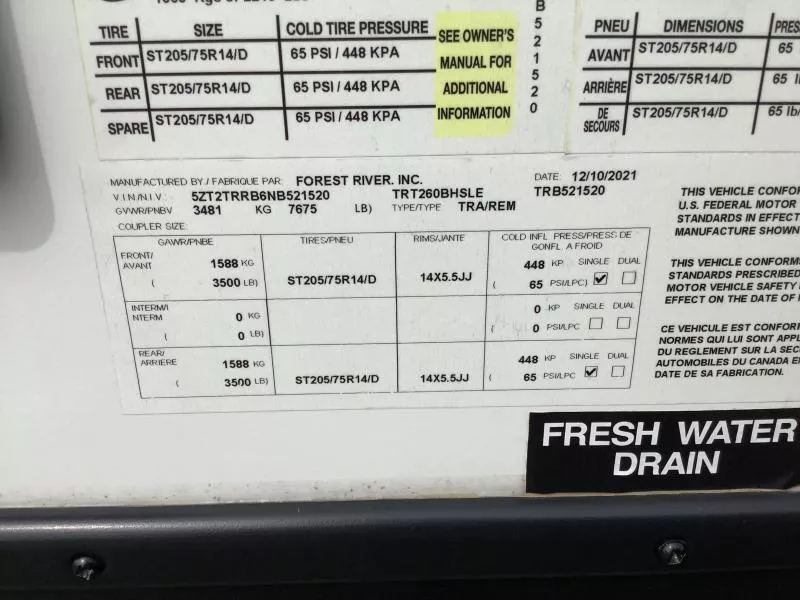 TIRE SIZE COLD TIRE PRESSURE
FRONT ST205/75R14/D 65 PSI / 448 KPA
REAR ST205/75R14/D 65 PSI / 448 KPA
SPARE ST205/75R14/D 65 PSI / 448 KPA
SEE OWNER'S
MANUAL FOR
ADDITIONAL
INFORMATION
B
5
2
1
5
2
0
PNEU DIMENSIONS
AVANT ST205/75R14/D 65
ARRIÈRE ST205/75R14/D 65
DE
SECOURS ST205/75R14/D 65 lb/
MANUFACTURED BY / FABRIQUE PAR: FOREST RIVER. INC. DATE: 12/10/2021
V.I.N/N.I.V.: 5ZT2TRRB6NB521520 TRT260BHSLE TRB521520
GVWR/PNBV 3481 KG 7675 LB) TYPE/TYPE TRA/REM
COUPLER SIZE:
GAWR/PNBE TIRES/PNEU RIMS/JANTE COLD INFL. PRESS/PRESS DE
GONFL. A FROID
FRONT/
AVANT 1588 KG 448 KP SINGLE DUAL
( 3500 LB) ST205/75R14/D 14X5.5JJ ( 65 PSI/LPC)
INTERM/I
NTERM 0 KG 0 KP SINGLE DUAL
( 0 LB) ( 0 PSI/LPC
REAR/
ARRIERE 1588 KG 448 KP SINGLE DUAL
( 3500 LB) ST205/75R14/D 14X5.5JJ ( 65 PSI/LPC
THIS VEHICLE
U.S. FEDERAL MOTOR
STANDARDS IN EFFECT
MANUFACTURE SHOWN
THIS VEHICLE CONFORMS
STANDARDS PRESCRIBED
MOTOR VEHICLE SAFETY
EFFECT ON THE DATE OF
CE VEHICULE EST
NORMES QUI LUI SONT
DU REGLEMENT SUR LA
AUTOMOBILES DU CANADA
DATE DE SA FABRICATION.
FRESH WATER
DRAIN